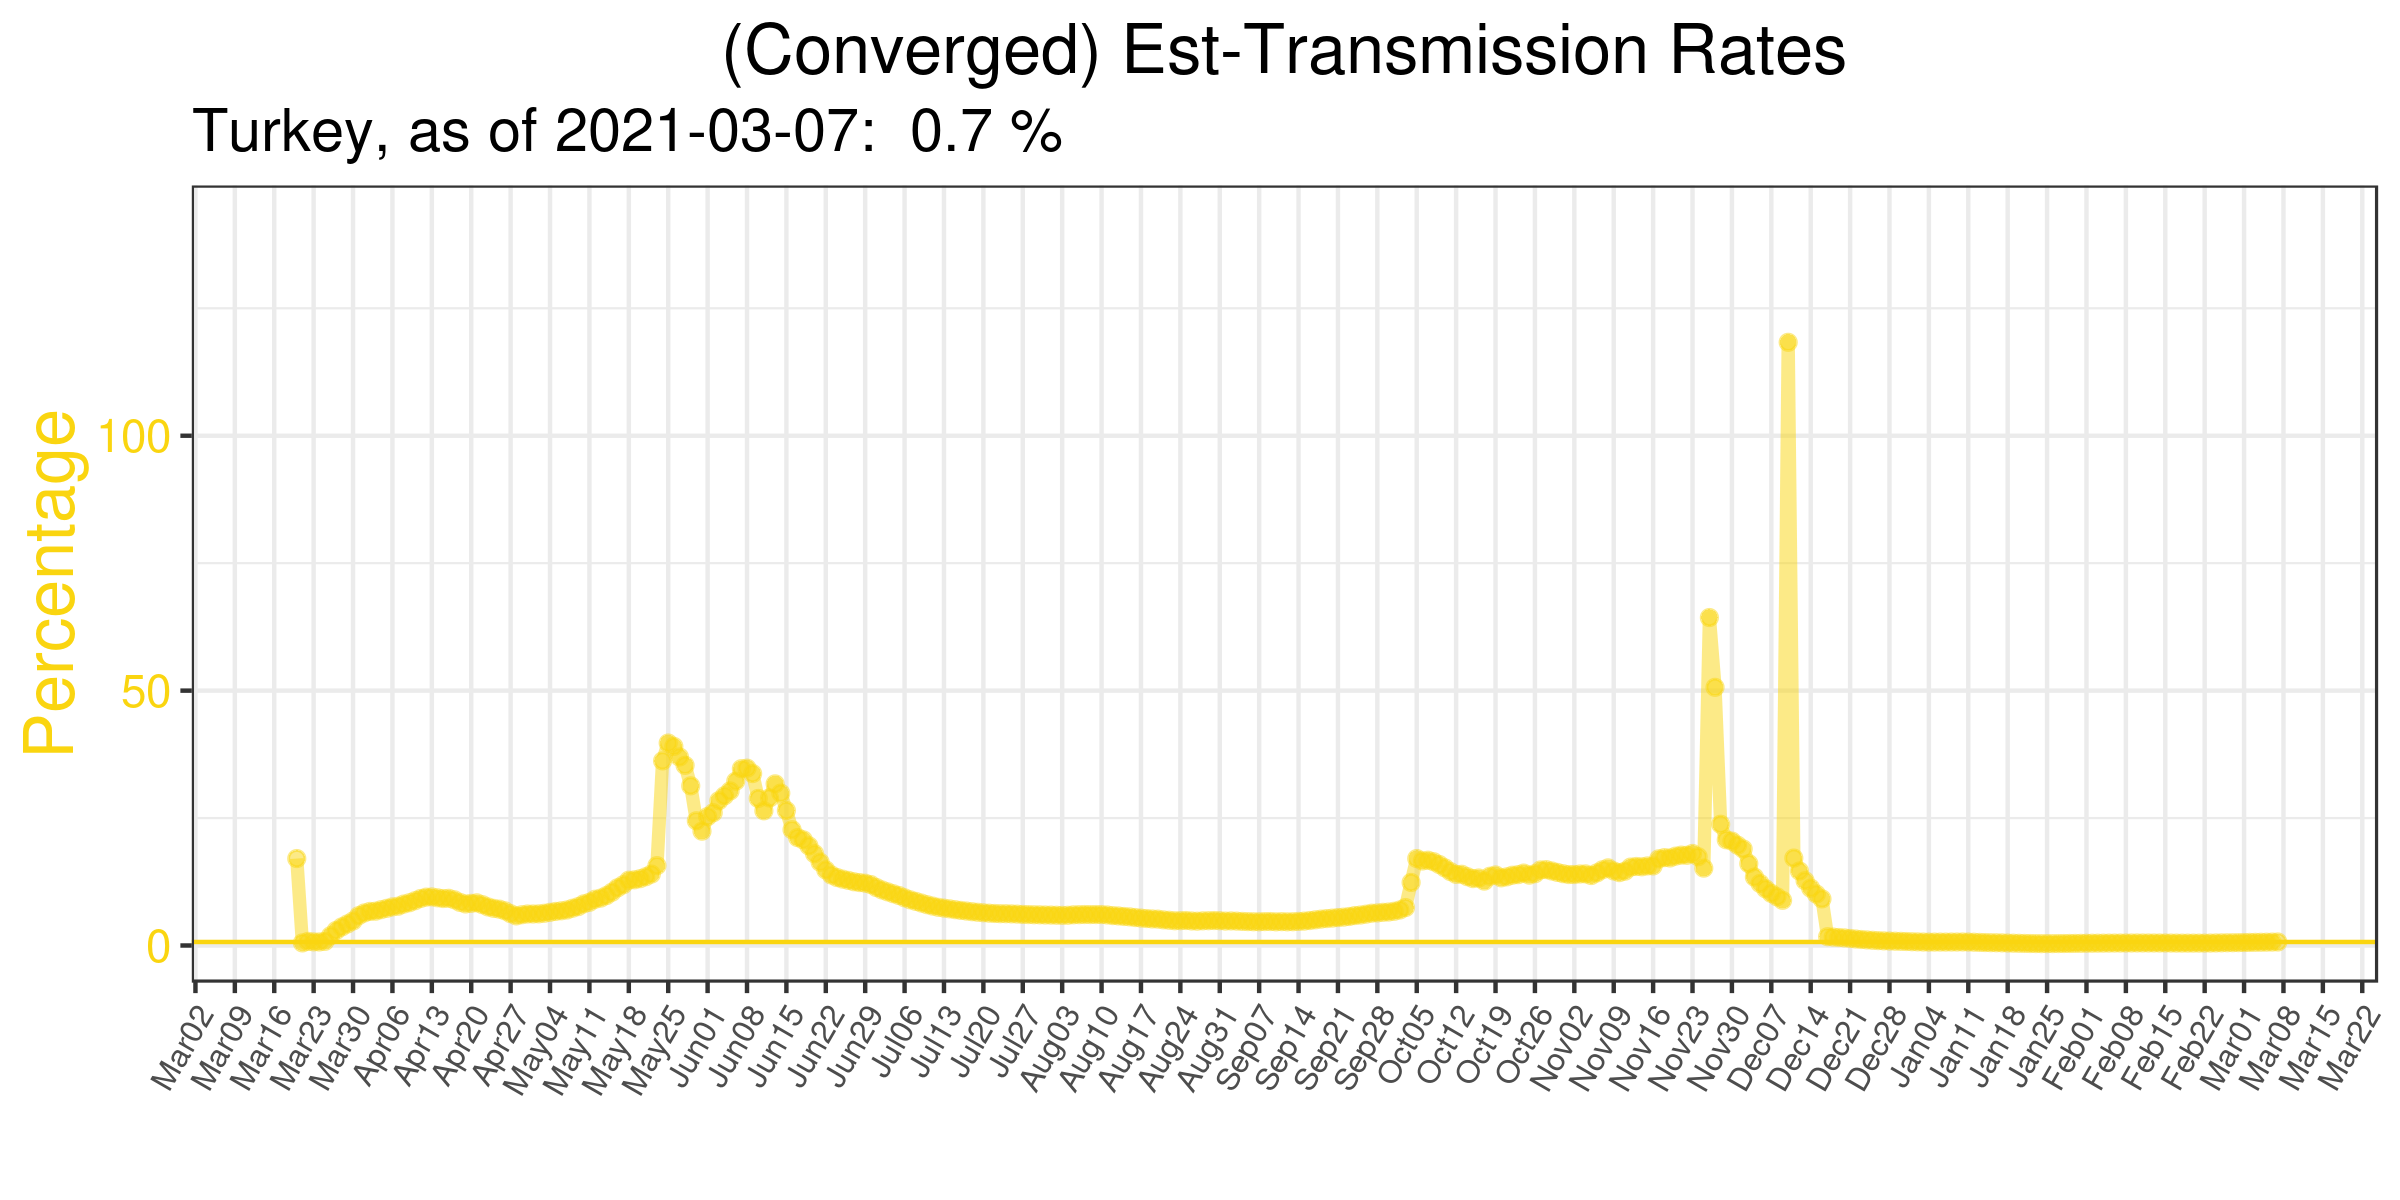 (Converged) Est-Transmission Rates
Turkey, as of 2021-03-07:  0.7 %
Percentage
100
50
0
Mar02
Mar09
Mar16
Mar23
Mar30
Apr06
Apr13
Apr20
Apr27
May04
May11
May18
May25
Jun01
Jun08
Jun15
Jun22
Jun29
Jul06
Jul13
Jul20
Jul27
Aug03
Aug10
Aug17
Aug24
Aug31
Sep07
Sep14
Sep21
Sep28
Oct05
Oct12
Oct19
Oct26
Nov02
Nov09
Nov16
Nov23
Nov30
Dec07
Dec14
Dec21
Dec28
Jan04
Jan11
Jan18
Jan25
Feb01
Feb08
Feb15
Feb22
Mar01
Mar08
Mar15
Mar22